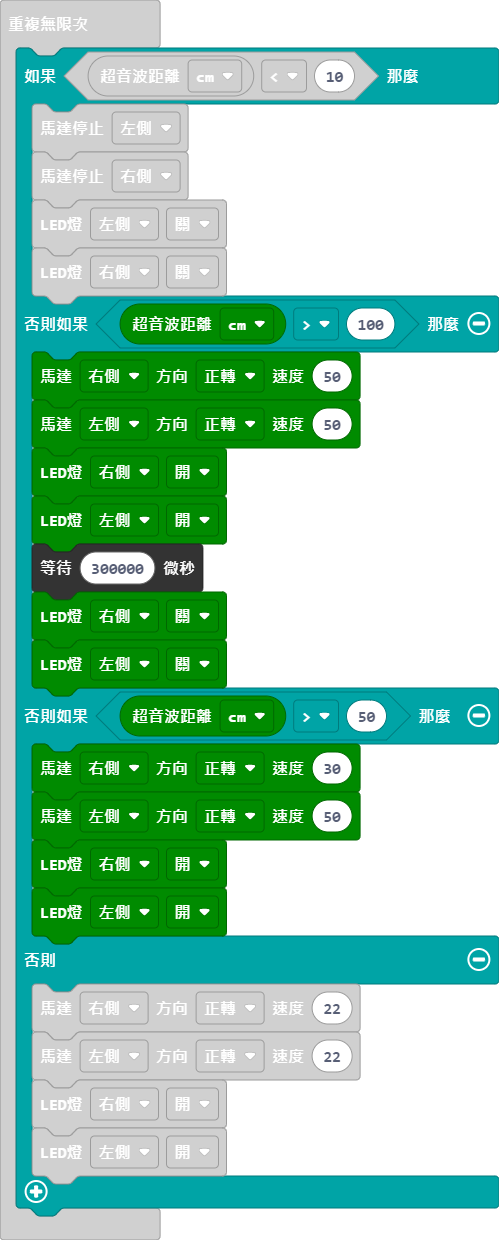 重複無限次
如果 超音波距離 cm < 10 那麼
馬達停止 左側
馬達停止 右側
LED燈 左側 關
LED燈 右側 關
否則如果 超音波距離 cm > 100 那麼
馬達 右側 方向 正轉 速度 50
馬達 左側 方向 正轉 速度 50
LED燈 右側 開
LED燈 左側 開
等待 300000 微秒
LED燈 右側 關
LED燈 左側 關
否則如果 超音波距離 cm > 50 那麼
馬達 右側 方向 正轉 速度 30
馬達 左側 方向 正轉 速度 50
LED燈 右側 開
LED燈 左側 開
否則
馬達 右側 方向 正轉 速度 22
馬達 左側 方向 正轉 速度 22
LED燈 右側 開
LED燈 左側 開